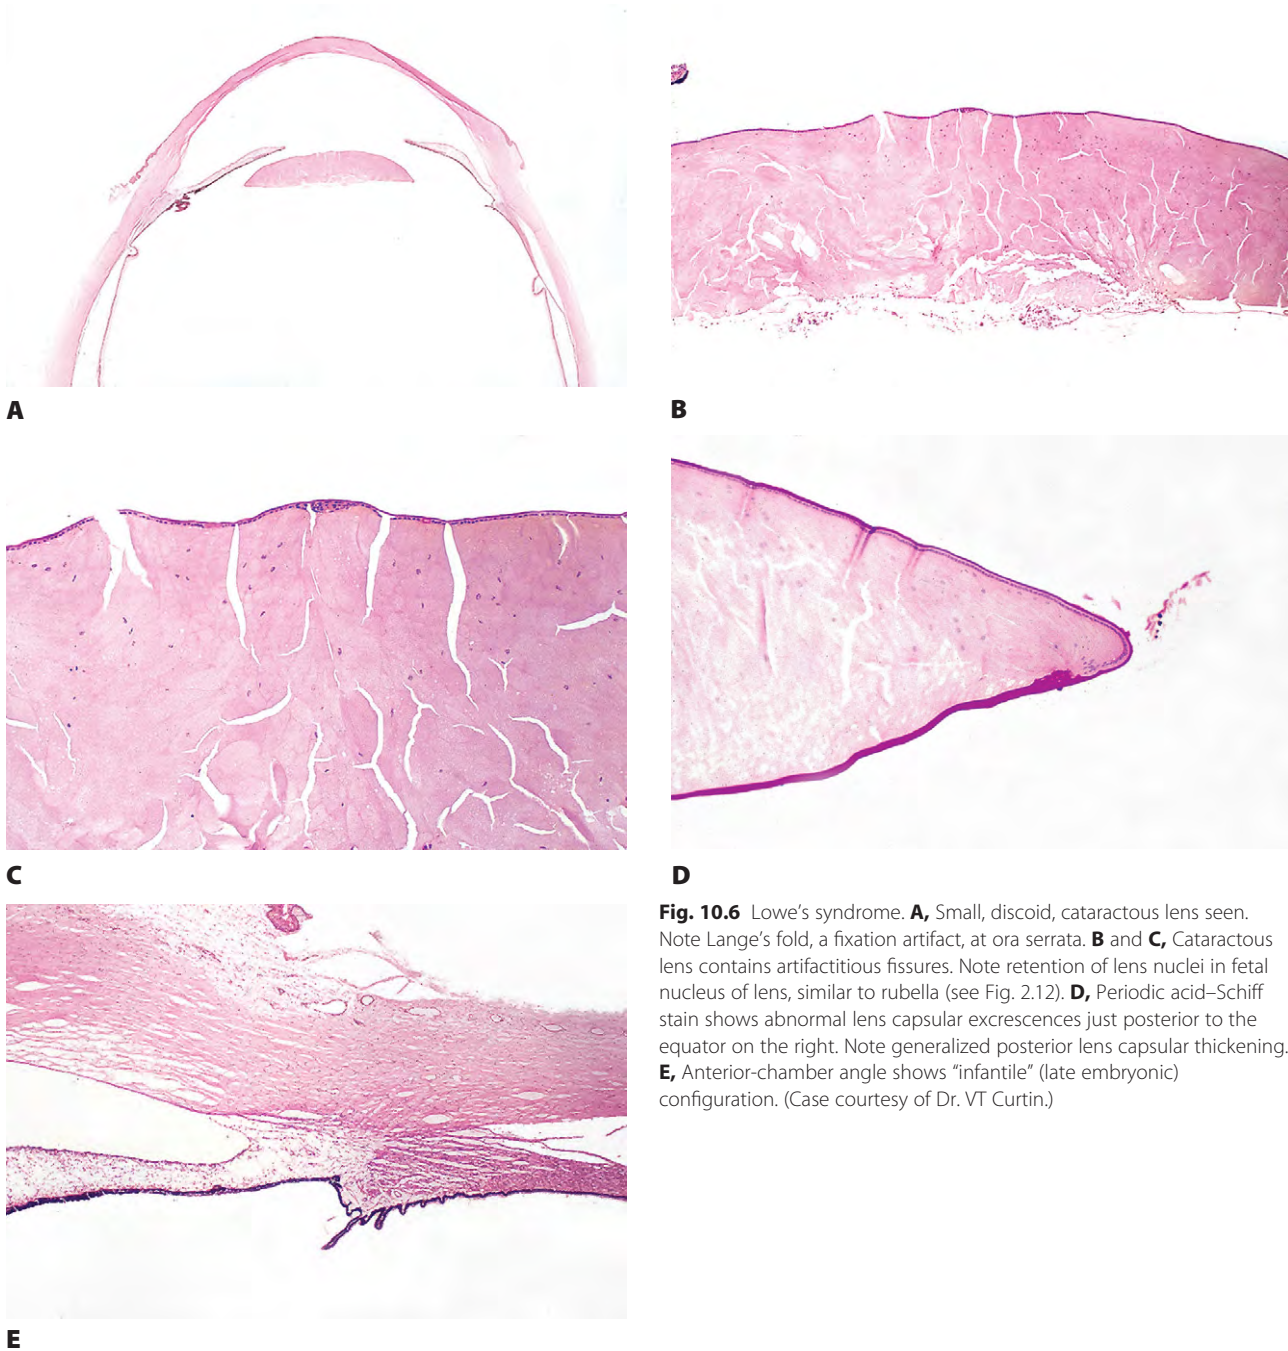 A
B
C
D
Fig. 10.6 Lowe’s syndrome. A, Small, discoid, cataractous lens seen.
Note Lange’s fold, a fixation artifact, at ora serrata. B and C, Cataractous
lens contains artifactitious fissures. Note retention of lens nuclei in fetal
nucleus of lens, similar to rubella (see Fig. 2.12). D, Periodic acid–Schiff
stain shows abnormal lens capsular excrescences just posterior to the
equator on the right. Note generalized posterior lens capsular thickening.
E, Anterior-chamber angle shows “infantile” (late embryonic)
configuration. (Case courtesy of Dr. VT Curtin.)
E